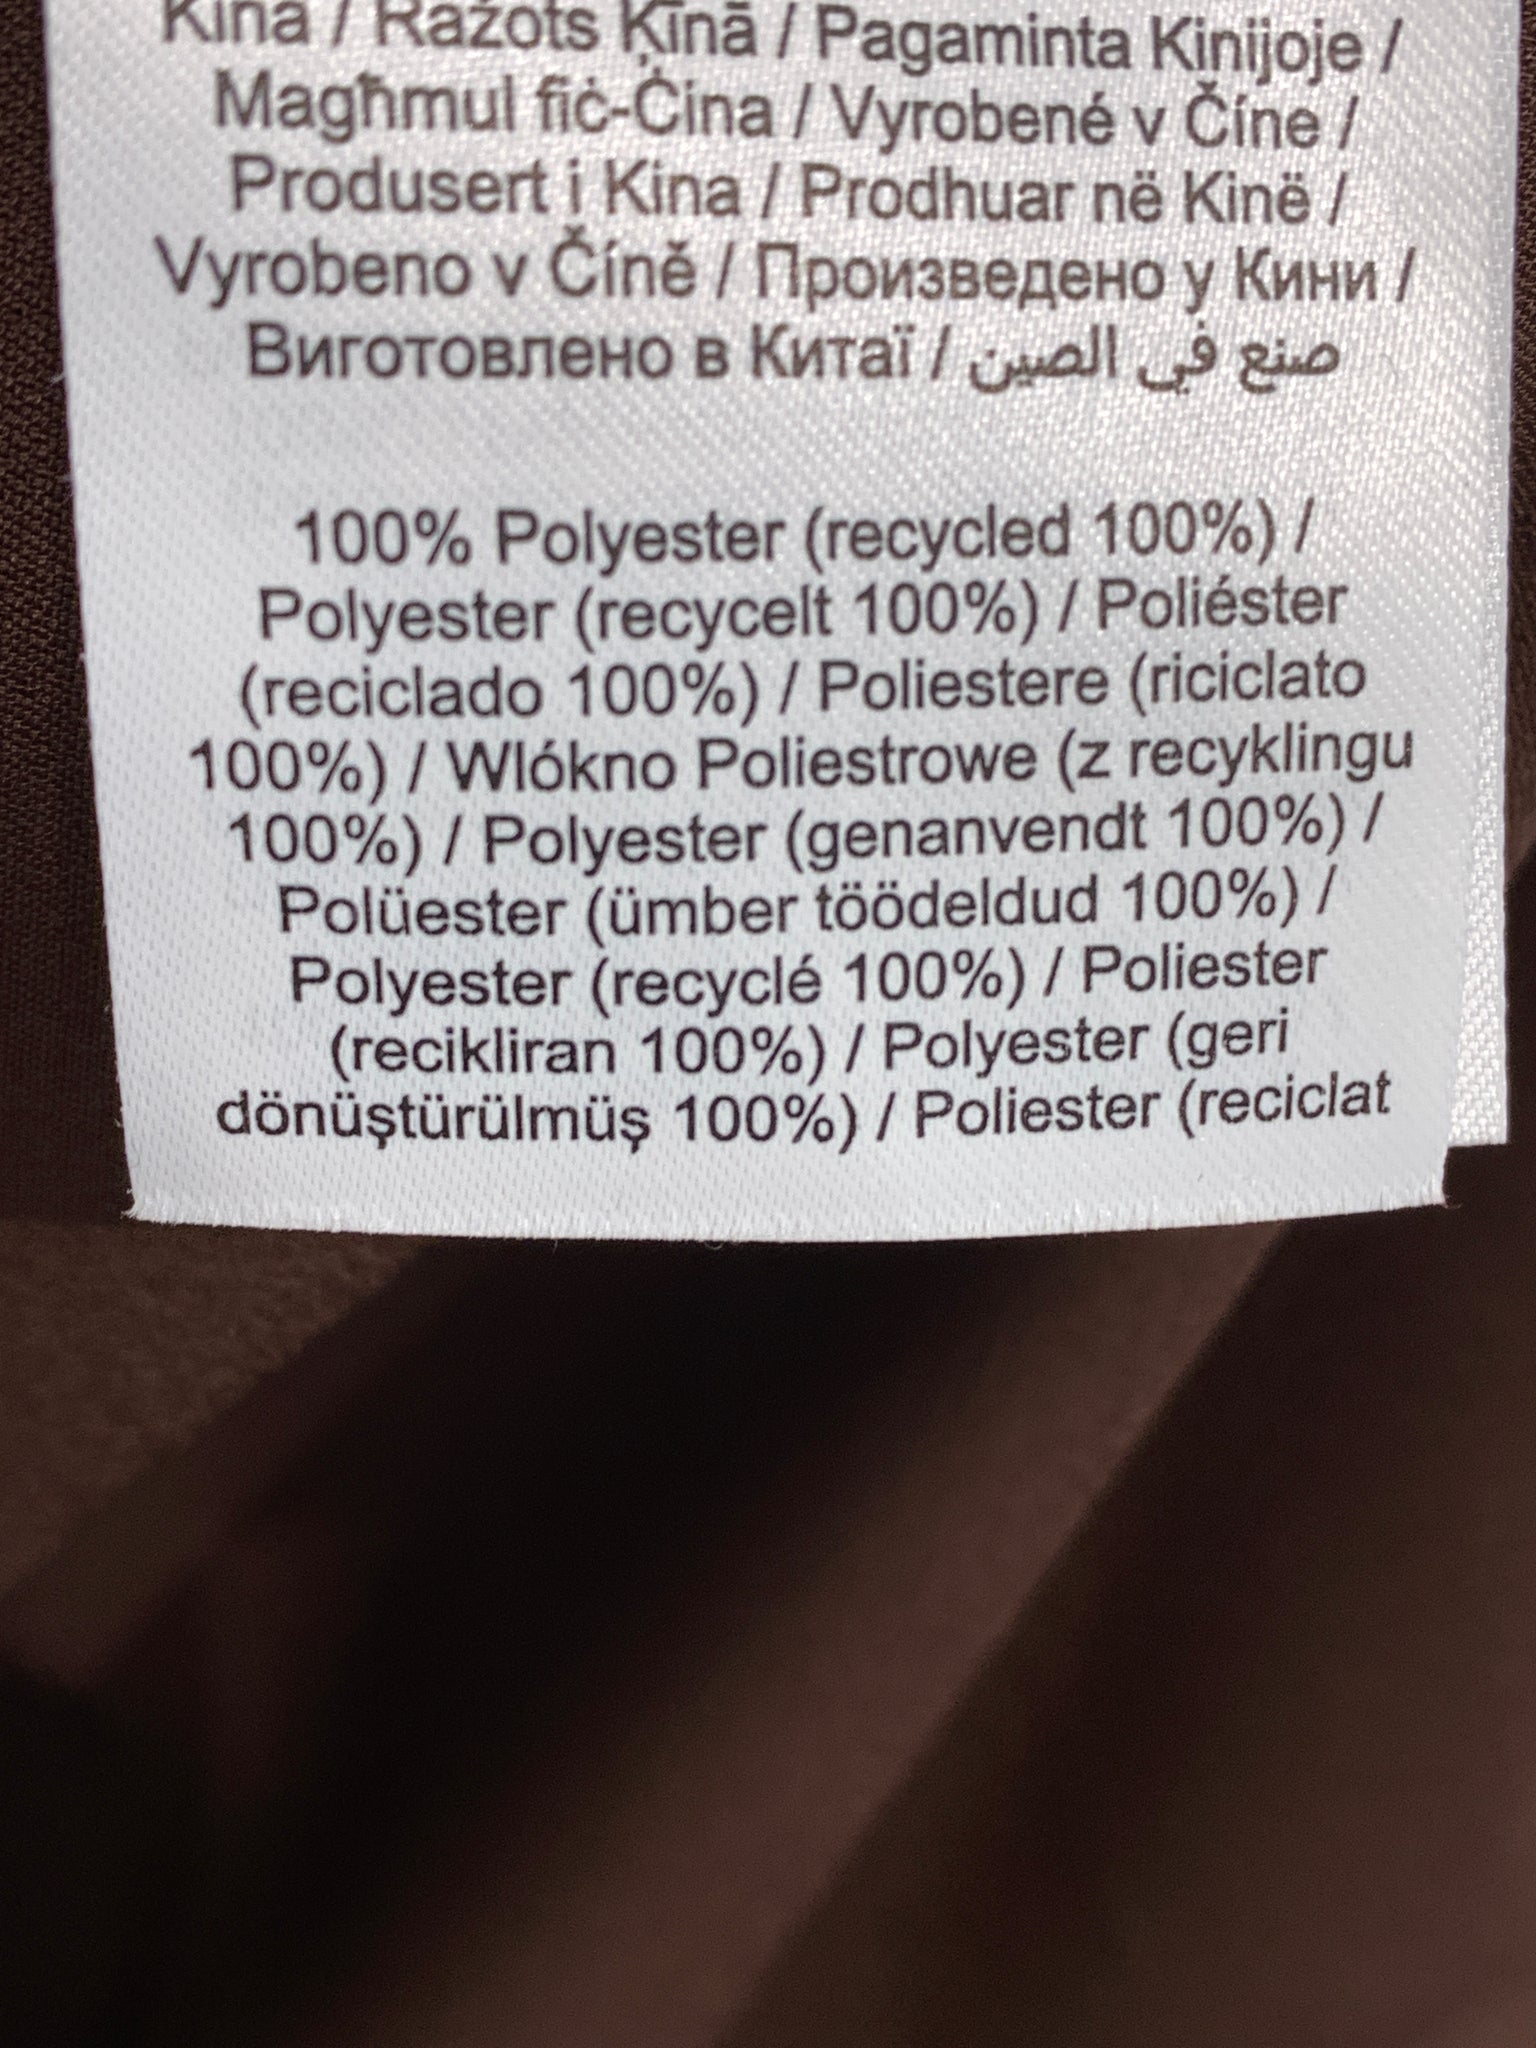 Kina / Ražots Ķīnā / Pagaminta Kinijoje /
Magħmul fiċ-Ċina / Vyrobené v Číne /
Produsert i Kina / Prodhuar në Kinë /
Vyrobeno v Číně / Произведено у Кини /
Виготовлено в Китаї / صنع في الصين
100% Polyester (recycled 100%) /
Polyester (recycelt 100%) / Poliéster
(reciclado 100%) / Poliestere (riciclato
100%) / Wlókno Poliestrowe (z recyklingu
100%) / Polyester (genanvendt 100%) /
Polüester (ümber töödeldud 100%) /
Polyester (recyclé 100%) / Poliester
(recikliran 100%) / Polyester (geri
dönüştürülmüş 100%) / Poliester (reciclat